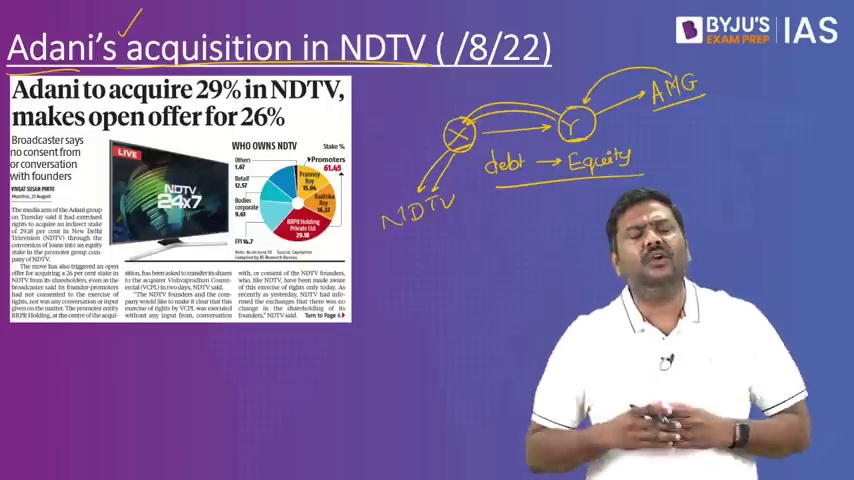 Adani's acquisition in NDTV ( /8/22)
BYJU'S
EXAM PREP
IAS
Adani to acquire 29% in NDTV,
makes open offer for 26%
Broadcaster says
no consent from
or conversation
with founders
VIVEAT SUSAN PINTO
Mumbai, 23 August
The media arm of the Adani group
on Tuesday said it had exercised
rights to acquire an indirect stake
of 29.18 per cent in New Delhi
Television (NDTV) through the
conversion of loans into an equity
stake in the promoter group com-
pany of NDTV.
The move has also triggered an open
offer for acquiring a 26 per cent stake in
NDTV from its shareholders, even as the
broadcaster said its founder-promoters
had not consented to the exercise of
rights, nor was any conversation or input
given on the matter. The promoter entity
RRPR Holding, at the centre of the acqui-
sition, has been asked to transfer its shares
to the acquirer Vishvapradhan Comm-
ercial (VCPL) in two days, NDTV said.
"The NDTV founders and the com-
pany would like to make it clear that this
exercise of rights by VCPL was executed
without any input from, conversation
with, or consent of the NDTV founders,
who, like NDTV, have been made aware
of this exercise of rights only today. As
recently as yesterday, NDTV had infor-
med the exchanges that there was no
change in the shareholding of its
founders," NDTV said.
Turn to Page 6
LIVE
NDTV
24x7
WHO OWNS NDTV
Stake %
Others
1.67
Retail
12.57
Bodies
corporate
9.61
FPI 14.7
Promoters
61.45
Prannoy
Roy
15.94
Radhika
Roy
16.32
RRPR Holding
Private Ltd.
29.18
Note: As on June 30 Source: Capitaline
Compiled by BS Research Bureau
X
Y
AMG
debt → Equity
NDTV